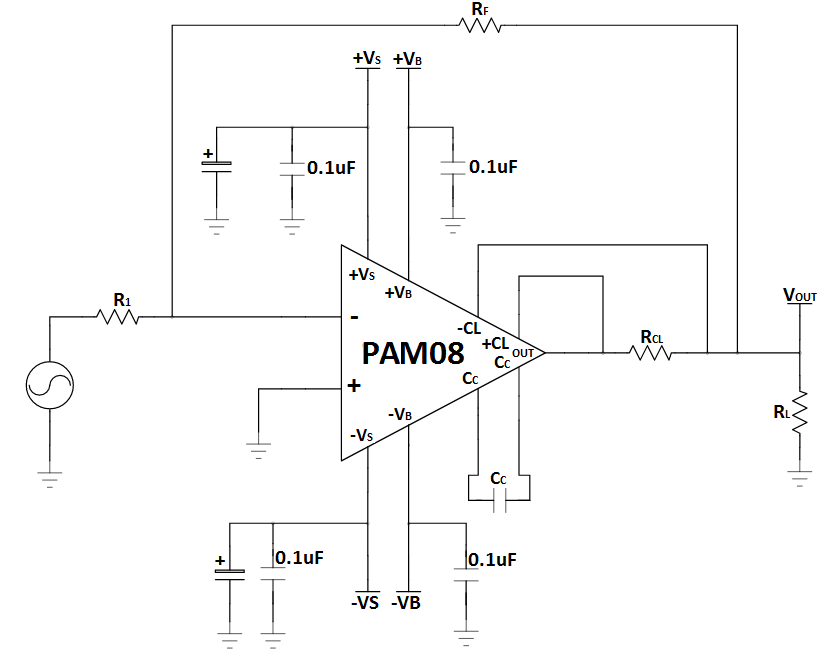 RF
+VS +VB
+
0.1uF
0.1uF
+VS
+VB
R1
-
-CL
+CL
OUT
RCL
VOUT
PAM08
CC
CC
+
-VB
-VS
RL
CC
+
0.1uF
0.1uF
-VS -VB